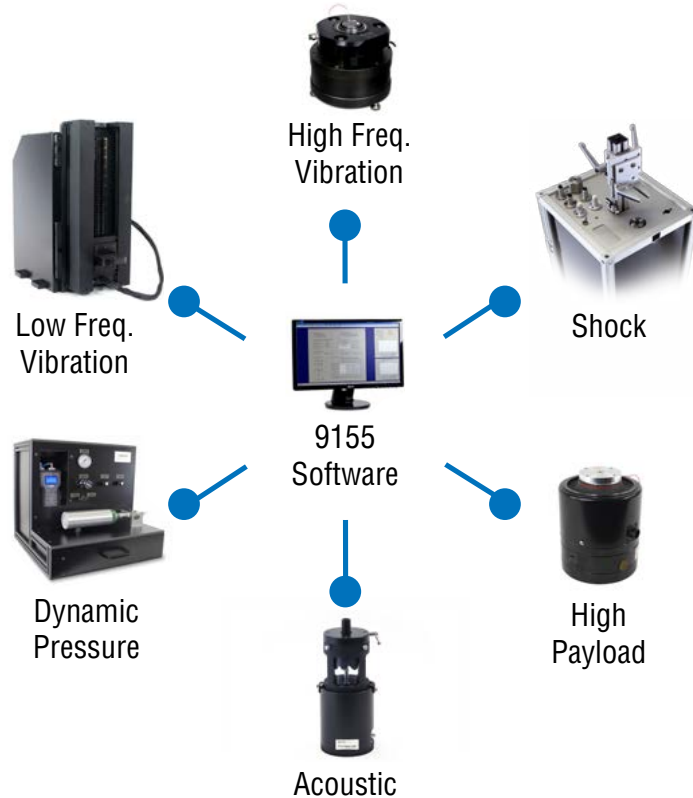 High Freq.
Vibration
Low Freq.
Vibration
Shock
9155
Software
Dynamic
Pressure
High
Payload
Acoustic